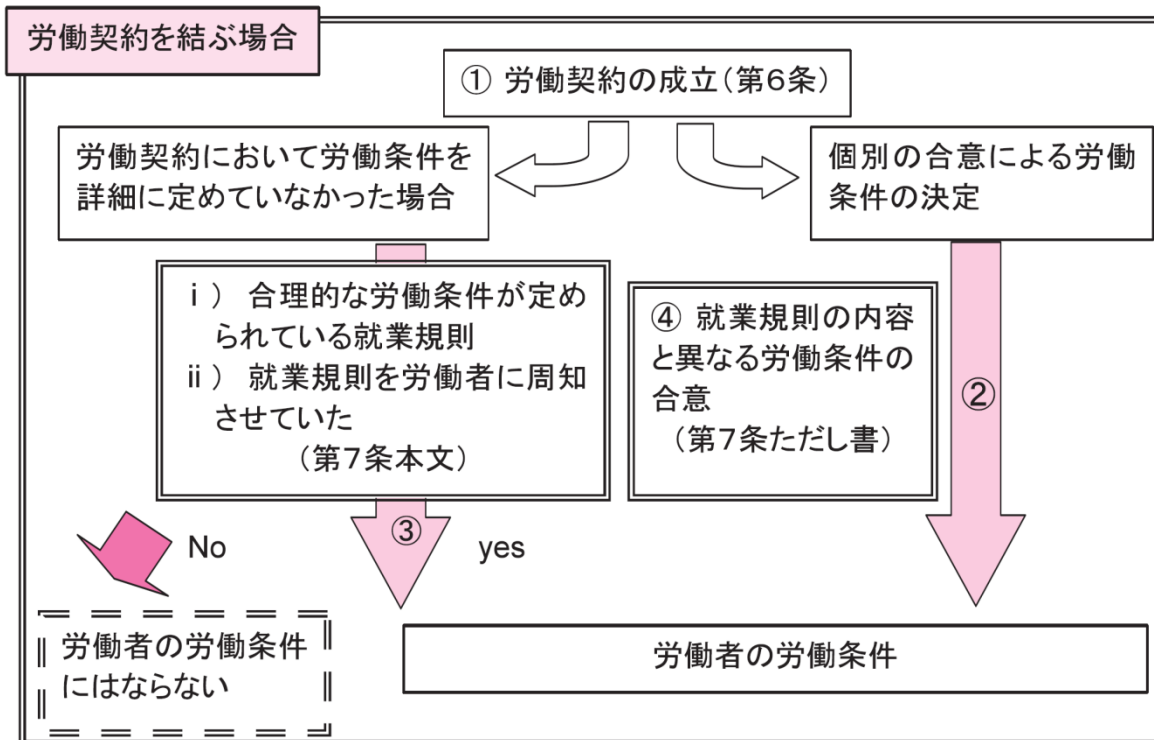 労働契約を結ぶ場合
① 労働契約の成立(第6条)
労働契約において労働条件を
詳細に定めていなかった場合
個別の合意による労働
条件の決定
ⅰ) 合理的な労働条件が定め
られている就業規則
ⅱ) 就業規則を労働者に周知
させていた
(第7条本文)
④ 就業規則の内容
と異なる労働条件の
合意
(第7条ただし書)
②
③
No
yes
労働者の労働条件
にはならない
労働者の労働条件